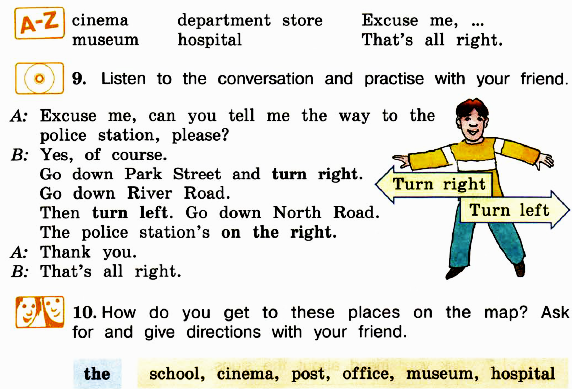 A-Z cinema department store Excuse me, ...
museum hospital That's all right.
9. Listen to the conversation and practise with your friend.
A: Excuse me, can you tell me the way to the
police station, please?
B: Yes, of course.
Go down Park Street and turn right.
Go down River Road.
Then turn left. Go down North Road.
The police station's on the right.
A: Thank you.
B: That's all right.
Turn right
Turn left
10. How do you get to these places on the map? Ask
for and give directions with your friend.
the school, cinema, post, office, museum, hospital